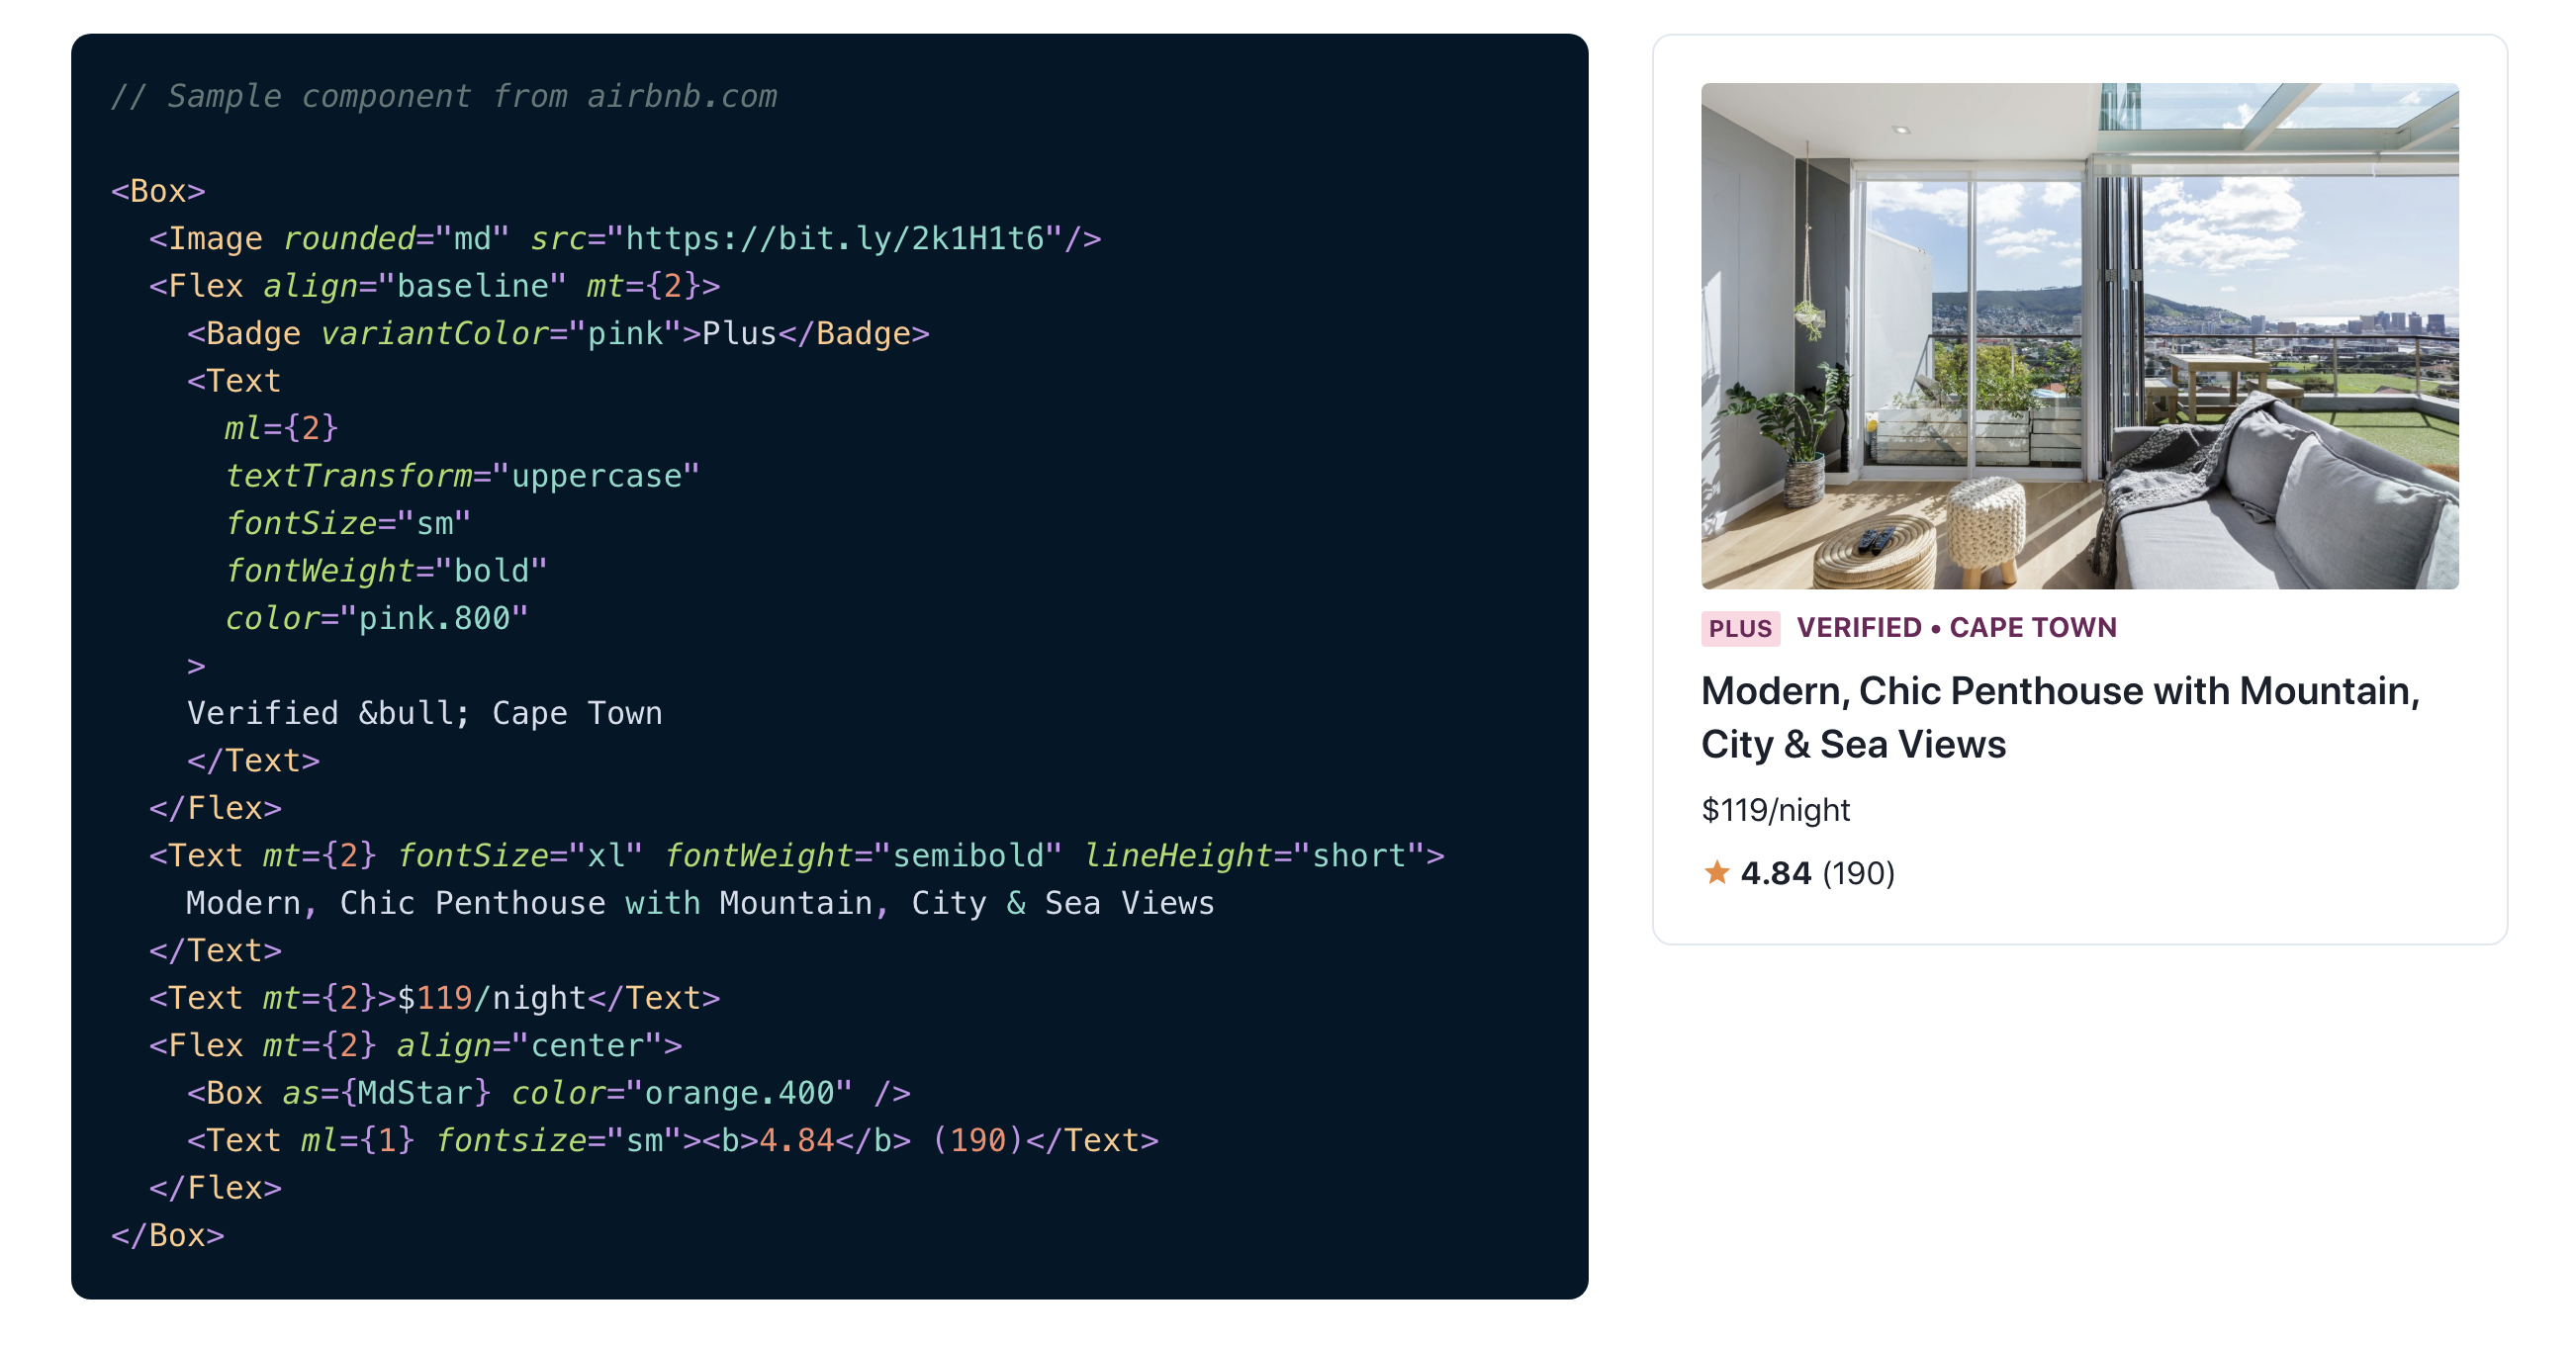 // Sample component from airbnb.com
<Box>
<Image rounded="md" src="https://bit.ly/2k1H1t6"/>
<Flex align="baseline" mt={2}>
<Badge variantColor="pink">Plus</Badge>
<Text
ml={2}
textTransform="uppercase"
fontSize="sm"
fontWeight="bold"
color="pink.800"
>
Verified &bull; Cape Town
</Text>
</Flex>
<Text mt={2} fontSize="xl" fontWeight="semibold" lineHeight="short">
Modern, Chic Penthouse with Mountain, City & Sea Views
</Text>
<Text mt={2}>$119/night</Text>
<Flex mt={2} align="center">
<Box as={MdStar} color="orange.400" />
<Text ml={1} fontsize="sm"><b>4.84</b> (190)</Text>
</Flex>
</Box>
PLUS VERIFIED • CAPE TOWN
Modern, Chic Penthouse with Mountain,
City & Sea Views
$119/night
★ 4.84 (190)